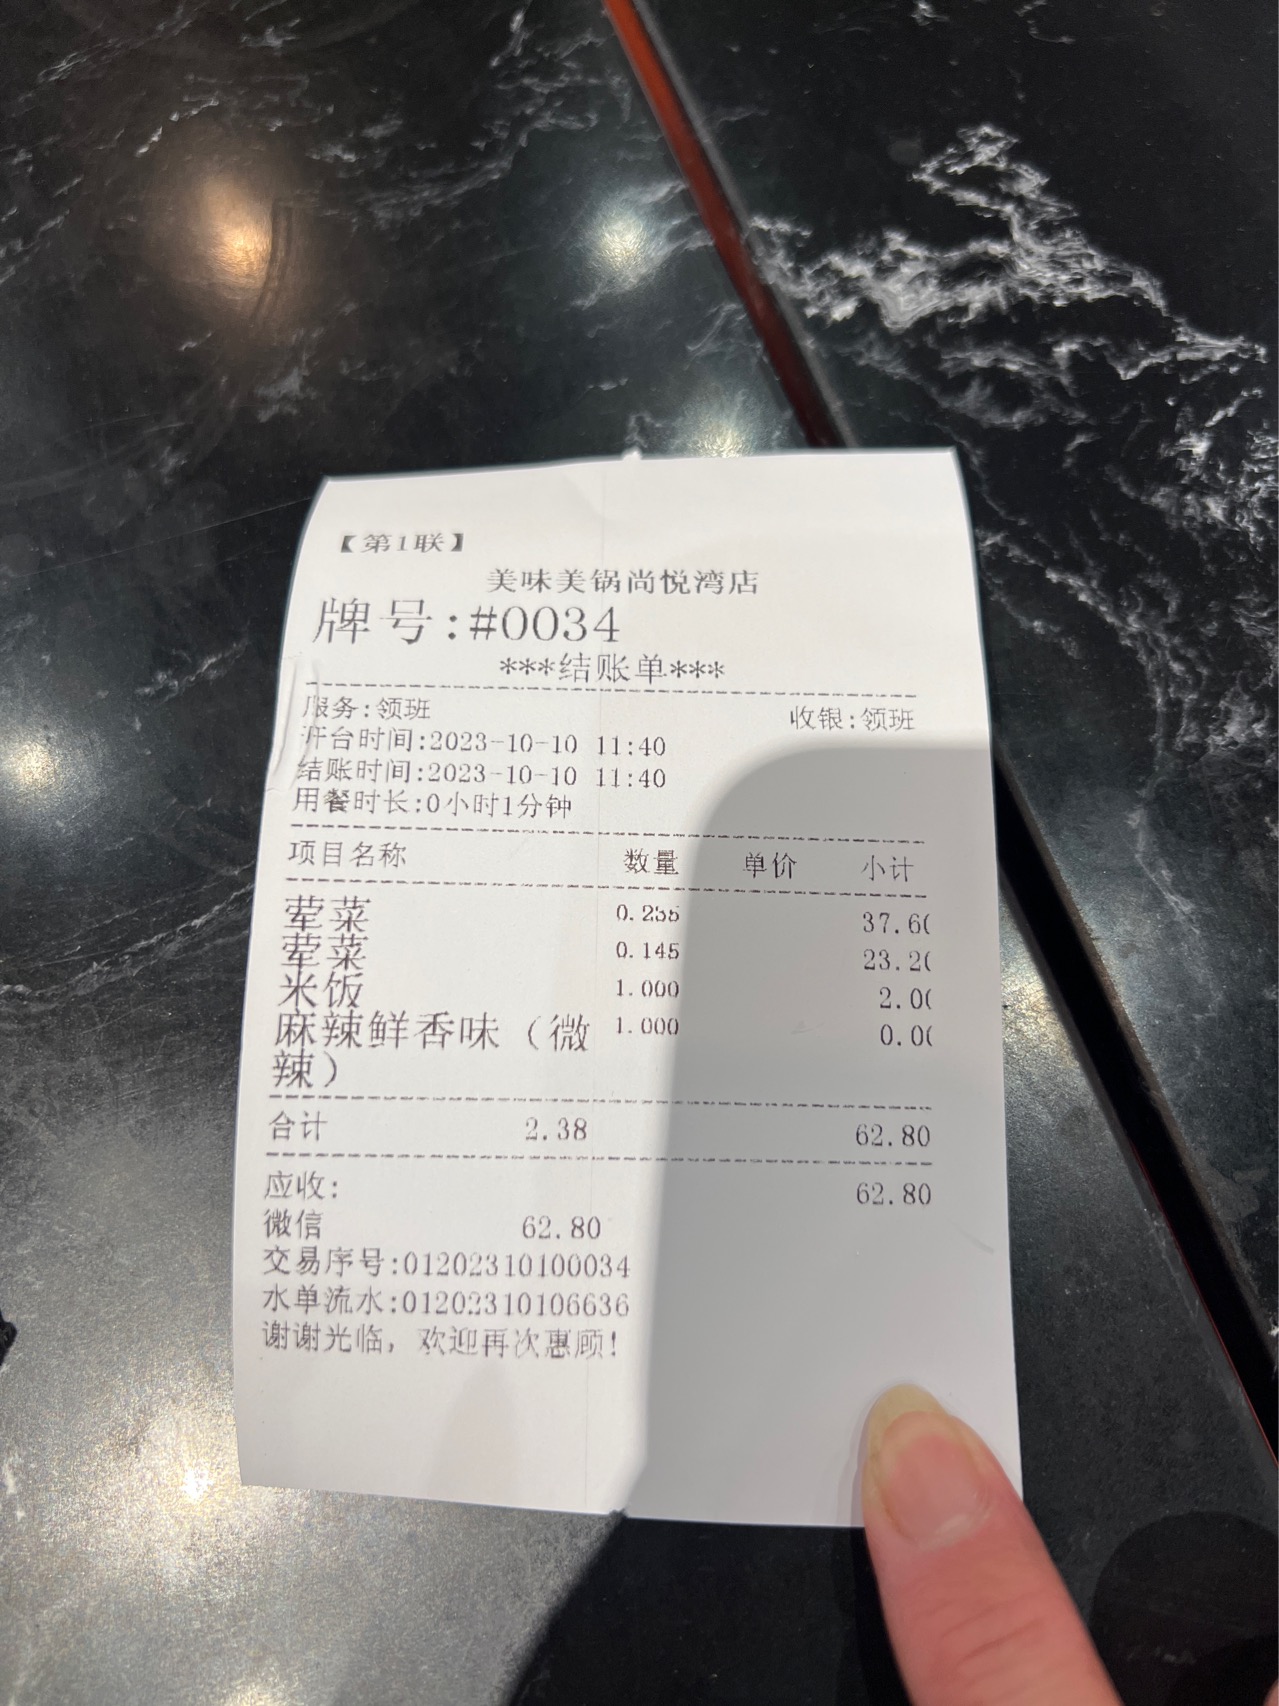 【第1联】
美味美锅尚悦湾店
牌号:#0034
***结账单***
服务:领班 收银:领班
开台时间:2023-10-10 11:40
结账时间:2023-10-10 11:40
用餐时长:0小时1分钟
项目名称 数量 单价 小计
荤菜 0.235 37.60
荤菜 0.145 23.20
米饭 1.000 2.00
麻辣鲜香味（微 1.000 0.00
辣）
合计 2.38 62.80
应收: 62.80
微信 62.80
交易序号:01202310100034
水单流水:01202310106636
谢谢光临, 欢迎再次惠顾!